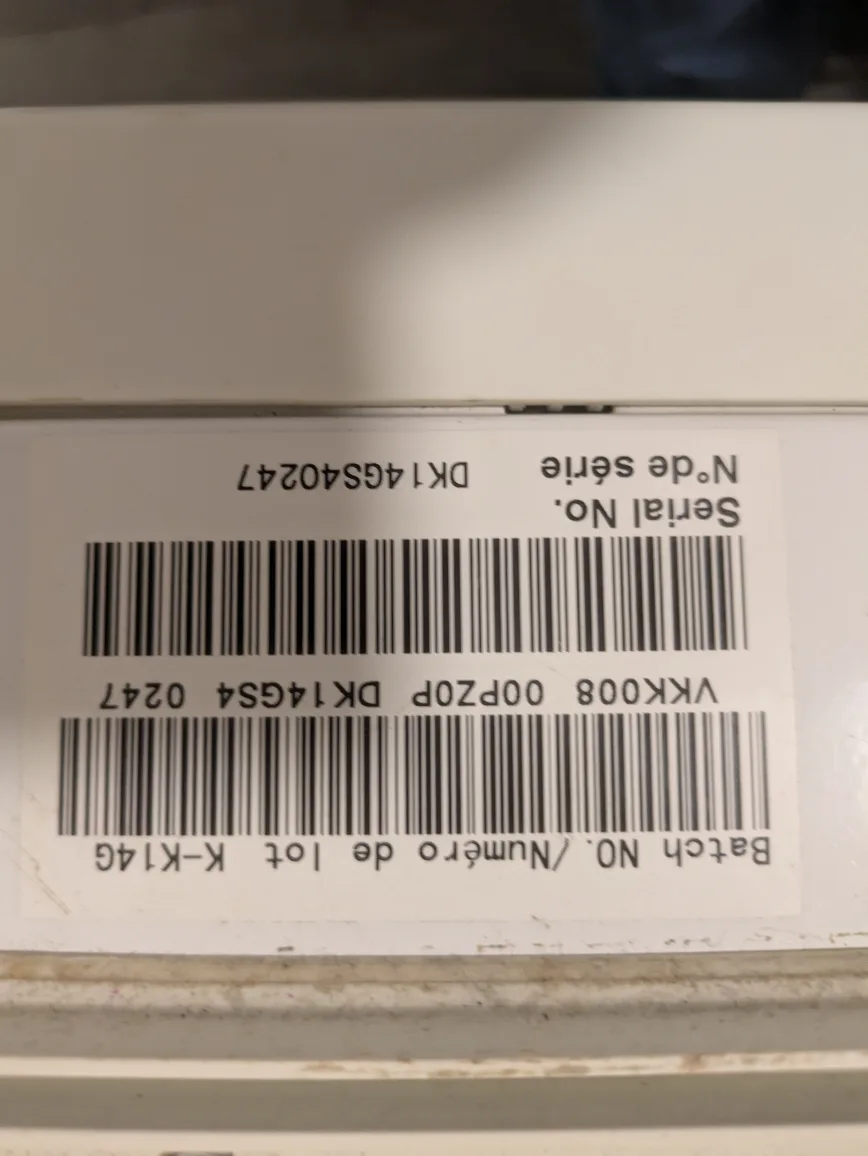 Batch NO./Numéro de lot K-K14G
VKK008 00PZ0P DK14GS4 0247
Serial No.
N°de série DK14GS40247